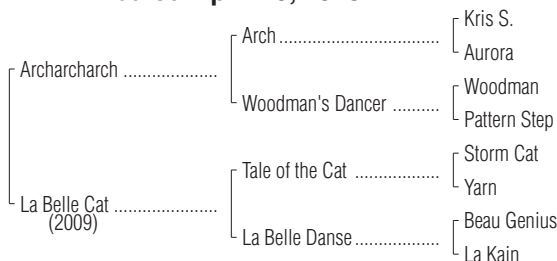 Kris S.
Arch
Aurora
Archarcharch
Woodman
Woodman's Dancer
Pattern Step
Storm Cat
Tale of the Cat
Yarn
La Belle Cat
(2009)
Beau Genius
La Belle Danse
La Kain